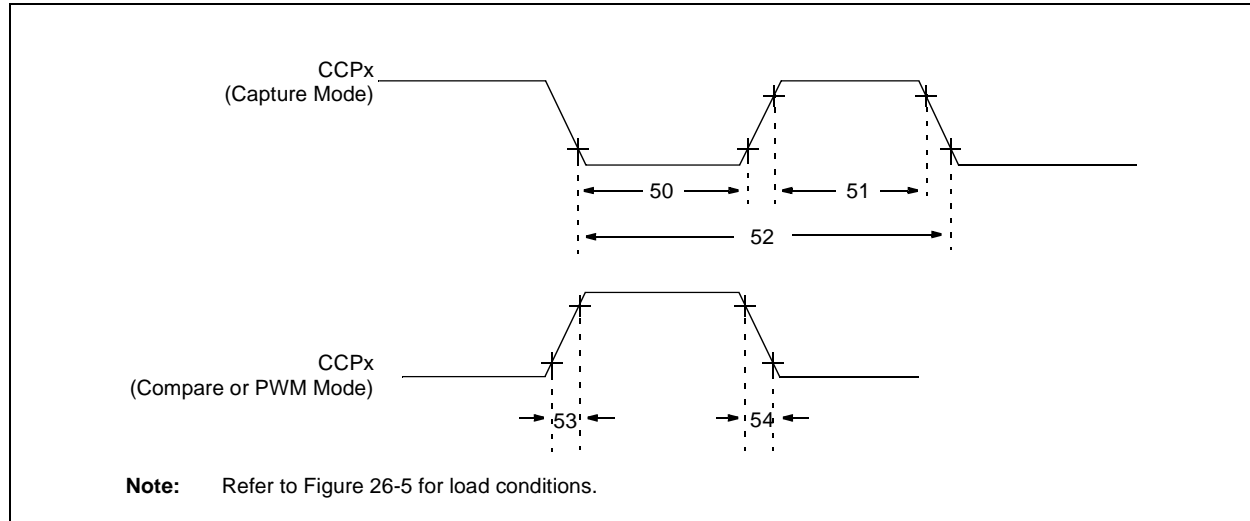 CCPx
(Capture Mode)
50
51
52
CCPx
(Compare or PWM Mode)
53
54
Note: Refer to Figure 26-5 for load conditions.